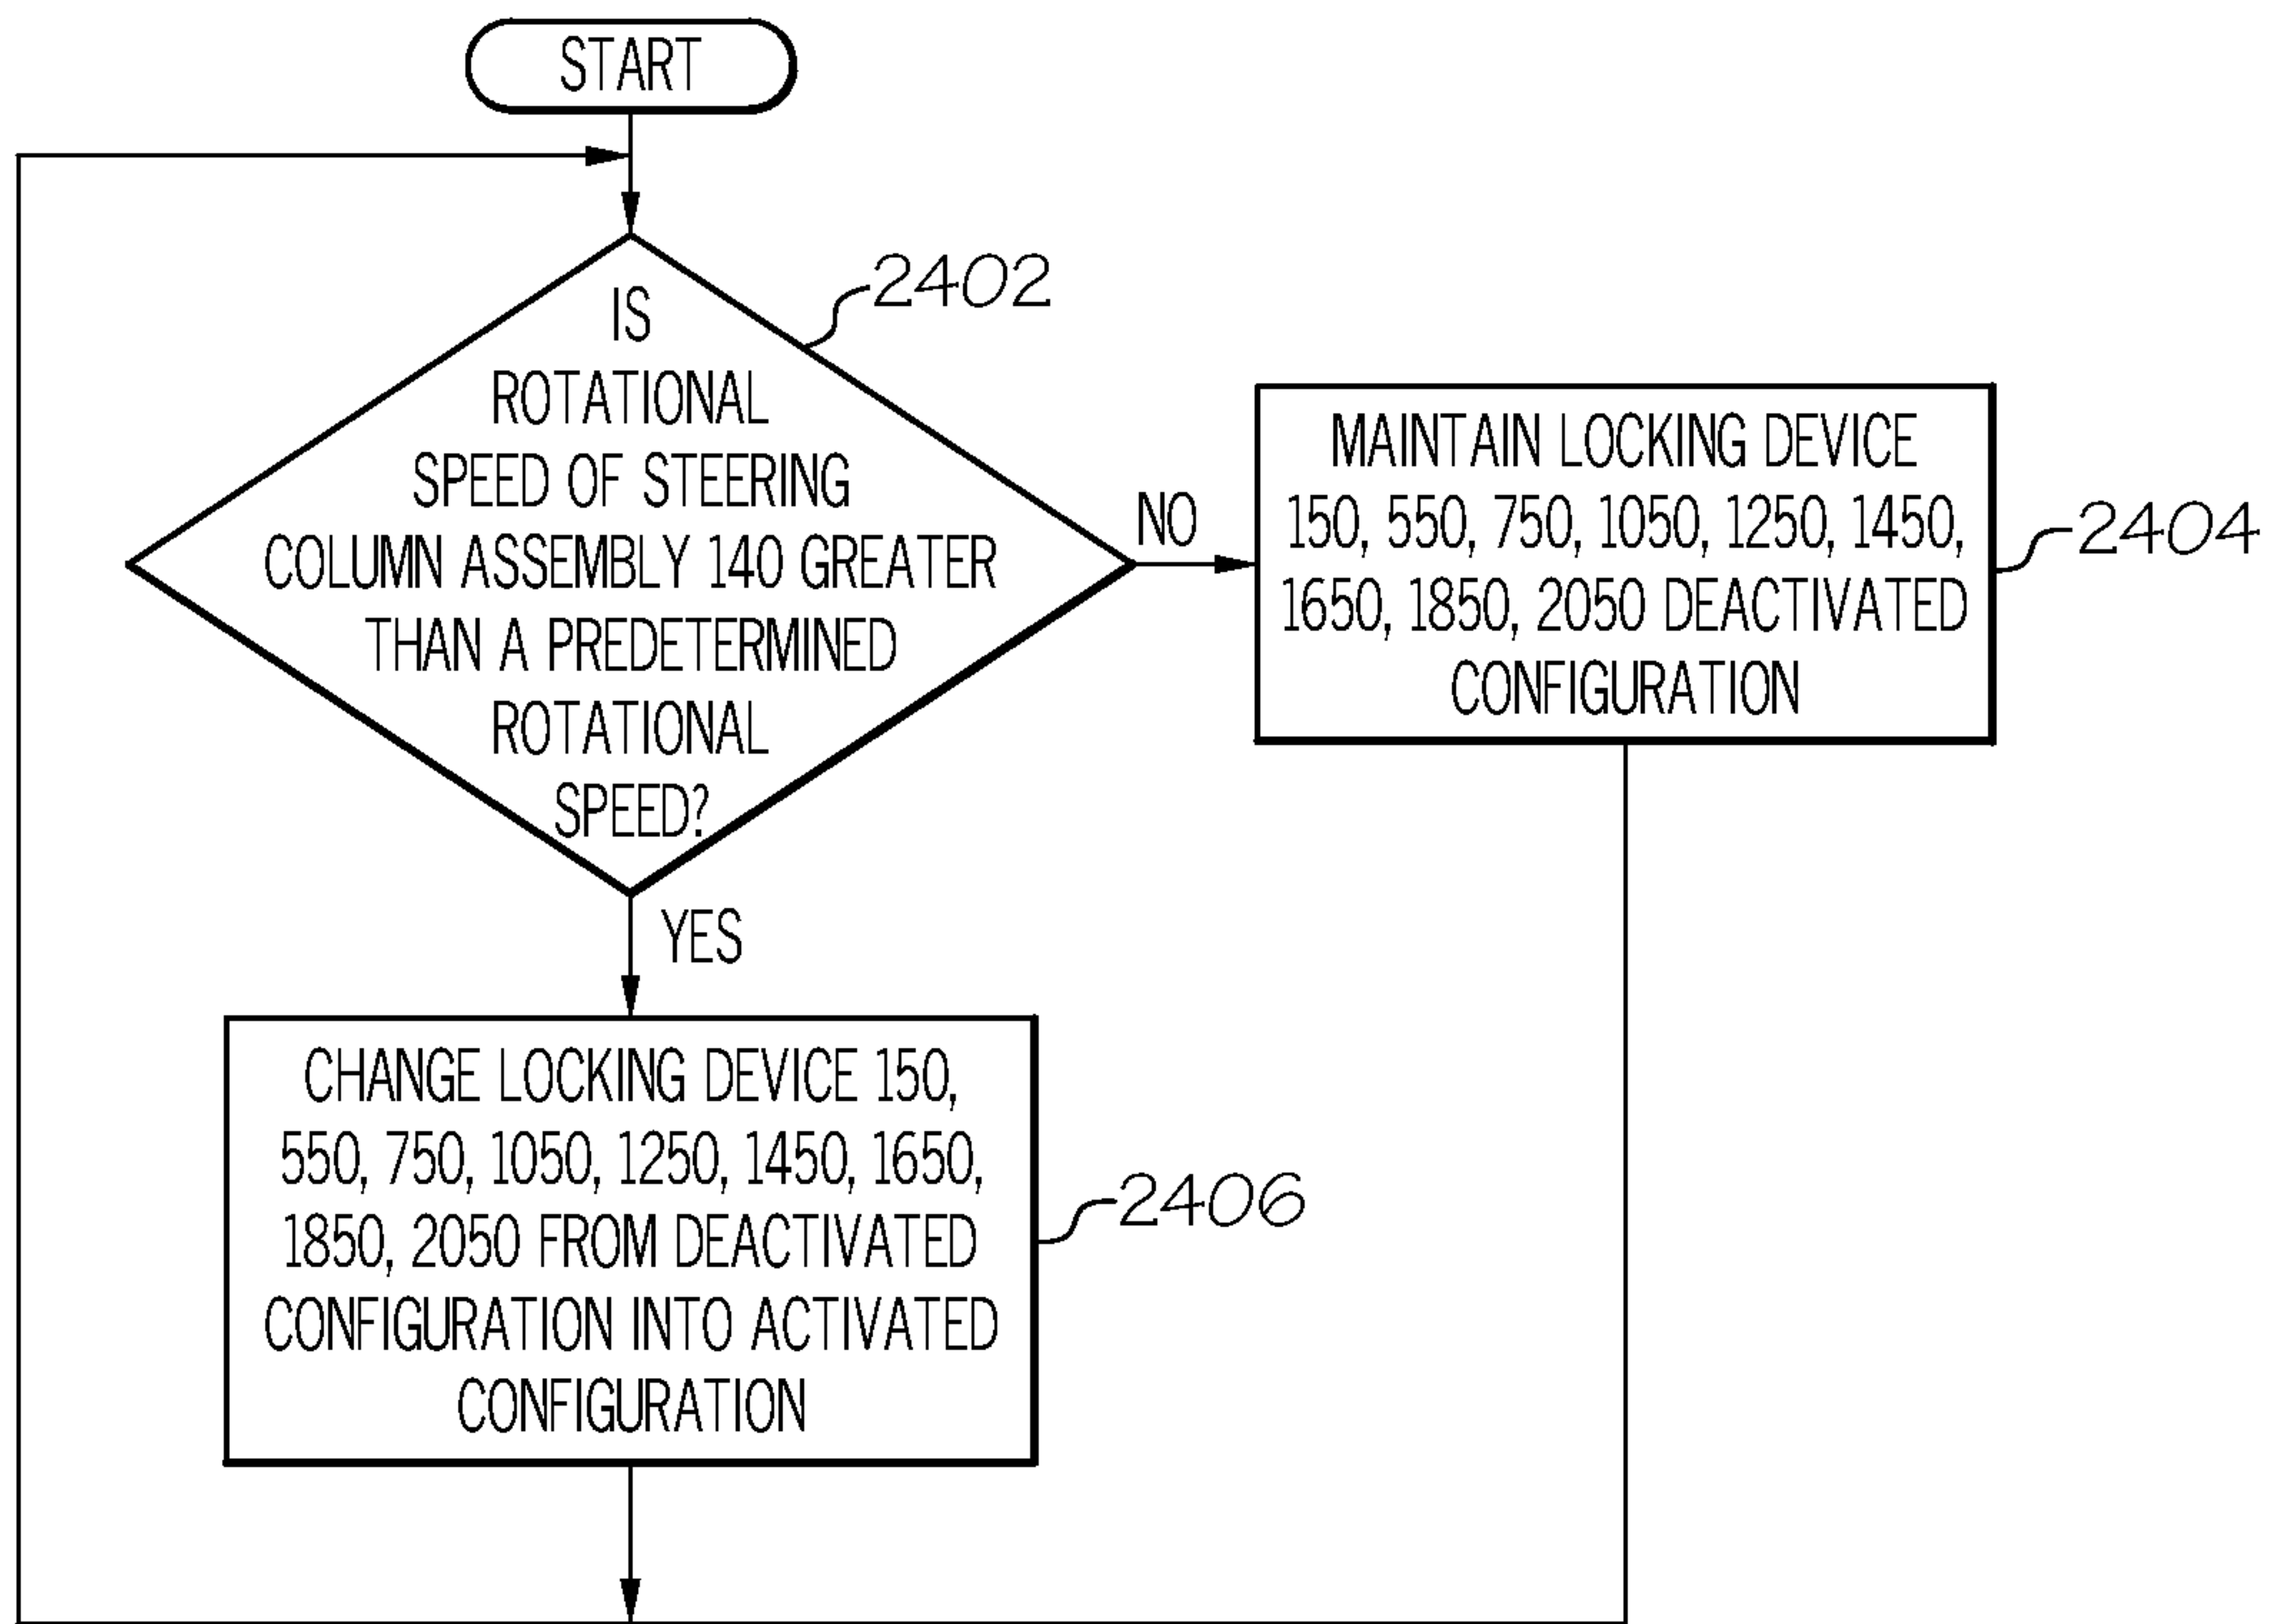 START
2402
IS
ROTATIONAL
SPEED OF STEERING
COLUMN ASSEMBLY 140 GREATER
THAN A PREDETERMINED
ROTATIONAL
SPEED?
NO
MAINTAIN LOCKING DEVICE
150, 550, 750, 1050, 1250, 1450,
1650, 1850, 2050 DEACTIVATED
CONFIGURATION
2404
YES
CHANGE LOCKING DEVICE 150,
550, 750, 1050, 1250, 1450, 1650,
1850, 2050 FROM DEACTIVATED
CONFIGURATION INTO ACTIVATED
CONFIGURATION
2406